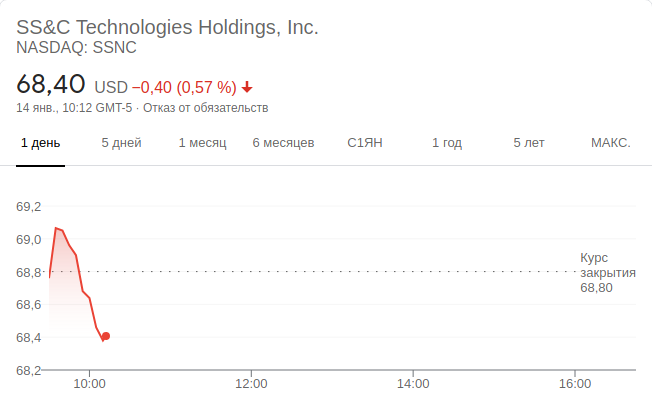 SS&C Technologies Holdings, Inc.
NASDAQ: SSNC
68,40 USD −0,40 (0,57 %)
14 янв., 10:12 GMT-5 · Отказ от обязательств
1 день 5 дней 1 месяц 6 месяцев С1ЯН 1 год 5 лет МАКС.
69,2
69,0
68,8
68,6
68,4
68,2
Курс
закрытия
68,80
10:00 12:00 14:00 16:00